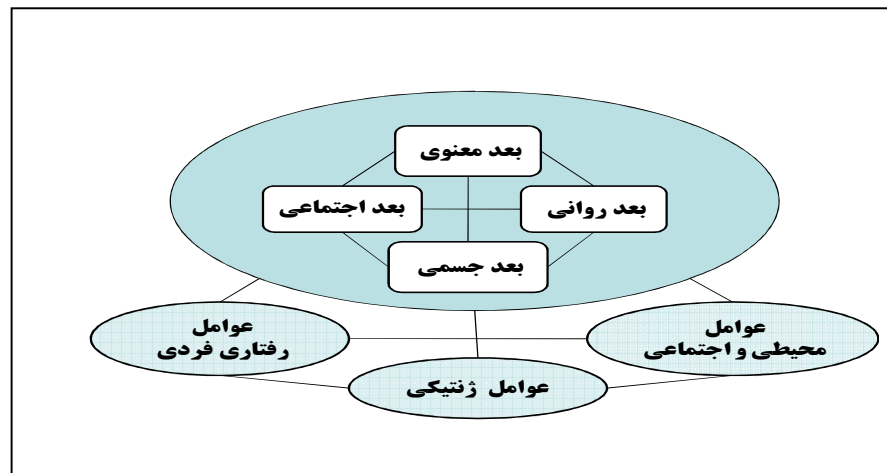 بعد معنوی
بعد روانی
بعد اجتماعی
بعد جسمی
عوامل
محیطی و اجتماعی
عوامل
رفتاری فردی
عوامل ژنتیکی